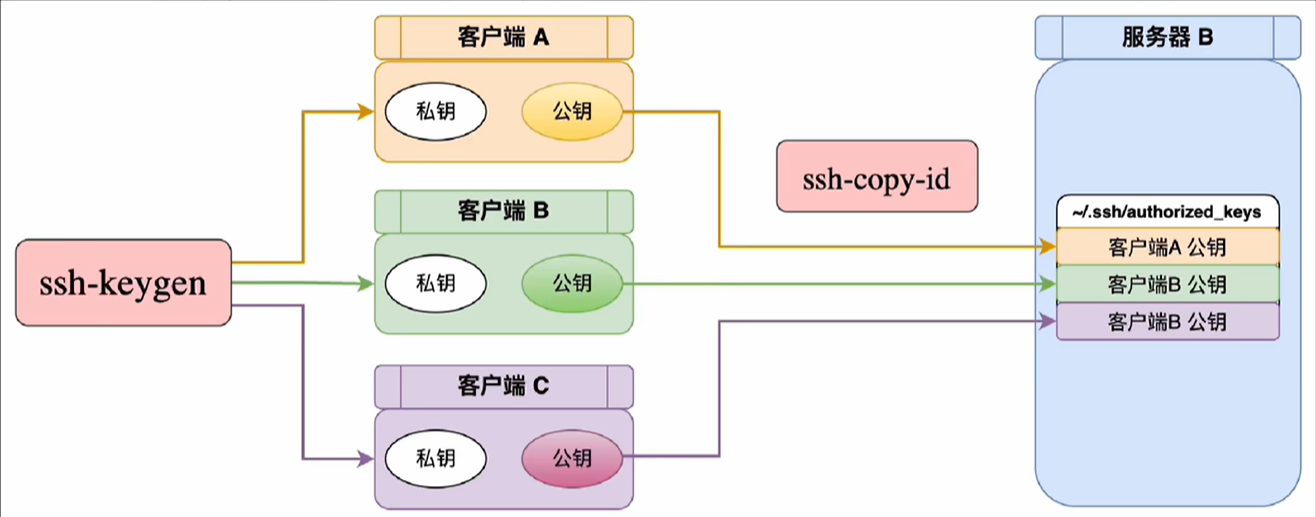 客户端 A
私钥
公钥
客户端 B
私钥
公钥
客户端 C
私钥
公钥
ssh-keygen
ssh-copy-id
服务器 B
~/.ssh/authorized_keys
客户端A 公钥
客户端B 公钥
客户端B 公钥